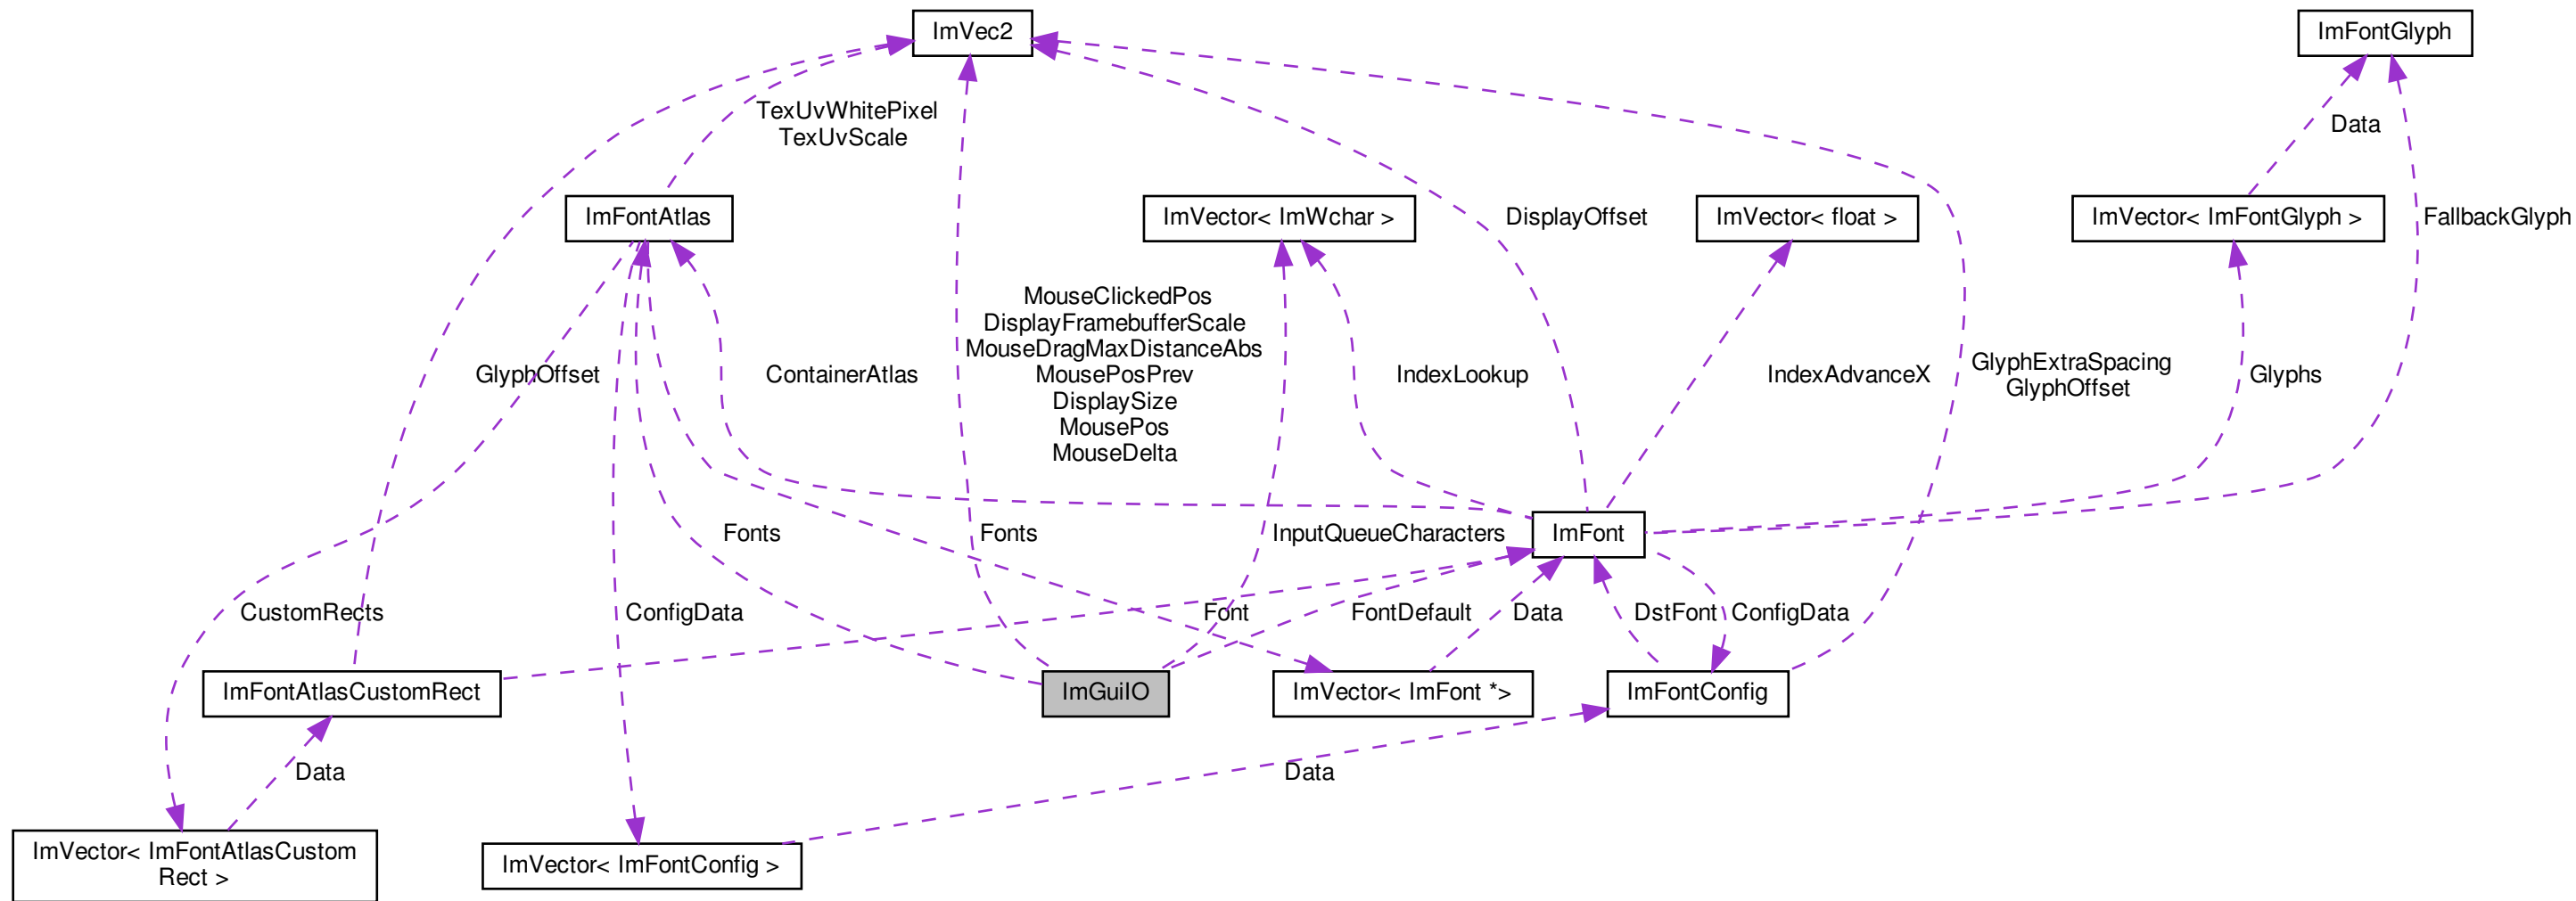 ImVec2
ImFontGlyph
TexUvWhitePixel
TexUvScale
Data
ImFontAtlas
ImVector< ImWchar >
DisplayOffset
ImVector< float >
ImVector< ImFontGlyph >
FallbackGlyph
MouseClickedPos
DisplayFramebufferScale
MouseDragMaxDistanceAbs
MousePosPrev
DisplaySize
MousePos
MouseDelta
GlyphOffset
ContainerAtlas
IndexLookup
IndexAdvanceX
GlyphExtraSpacing
GlyphOffset
Glyphs
Fonts
Fonts
InputQueueCharacters
ImFont
CustomRects
ConfigData
Font
FontDefault
Data
DstFont
ConfigData
ImFontAtlasCustomRect
ImGuiIO
ImVector< ImFont *>
ImFontConfig
Data
Data
ImVector< ImFontAtlasCustom
Rect >
ImVector< ImFontConfig >